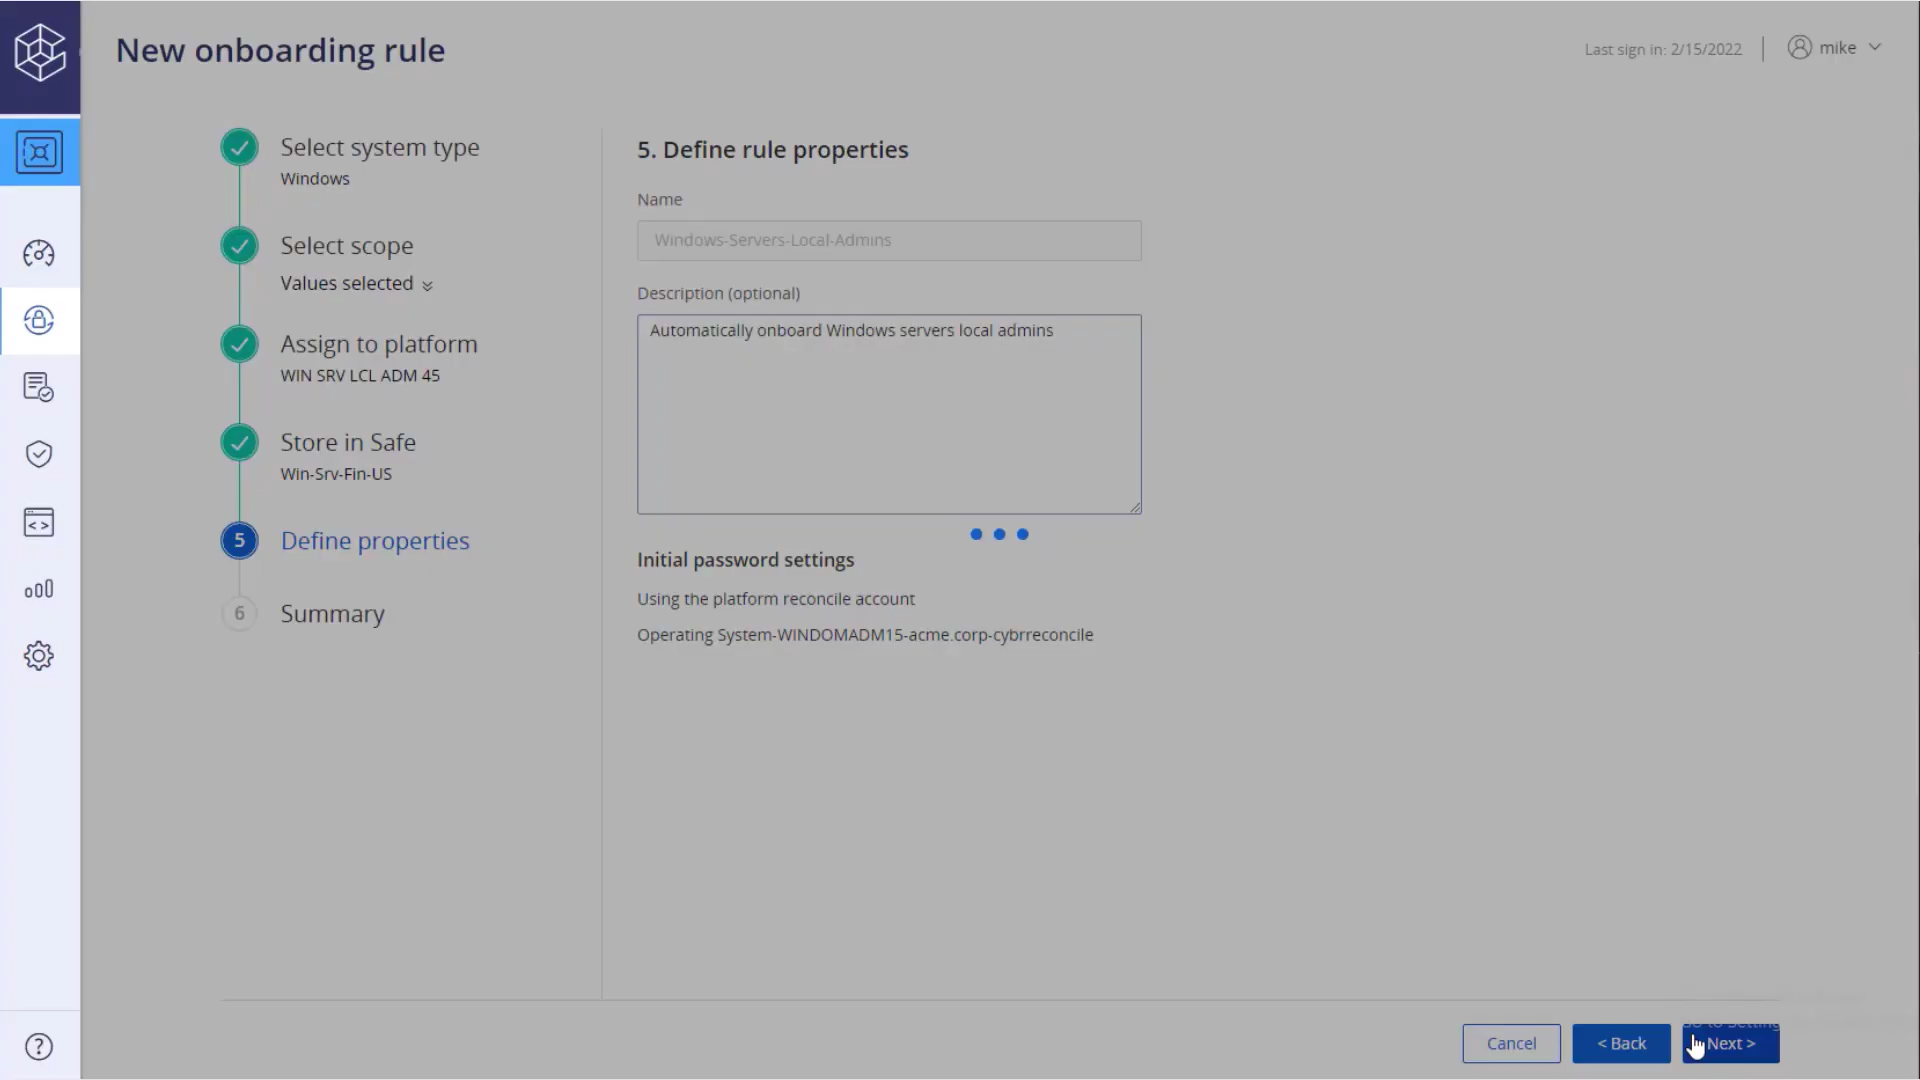 New onboarding rule
Last sign in: 2/15/2022
mike
Select system type
Windows
Select scope
Values selected
Assign to platform
WIN SRV LCL ADM 45
Store in Safe
Win-Srv-Fin-US
5
Define properties
6
Summary
5. Define rule properties
Name
Windows-Servers-Local-Admins
Description (optional)
Automatically onboard Windows servers local admins
Initial password settings
Using the platform reconcile account
Operating System-WINDOMADM15-acme.corp-cybrreconcile
Cancel
< Back
Next >
?